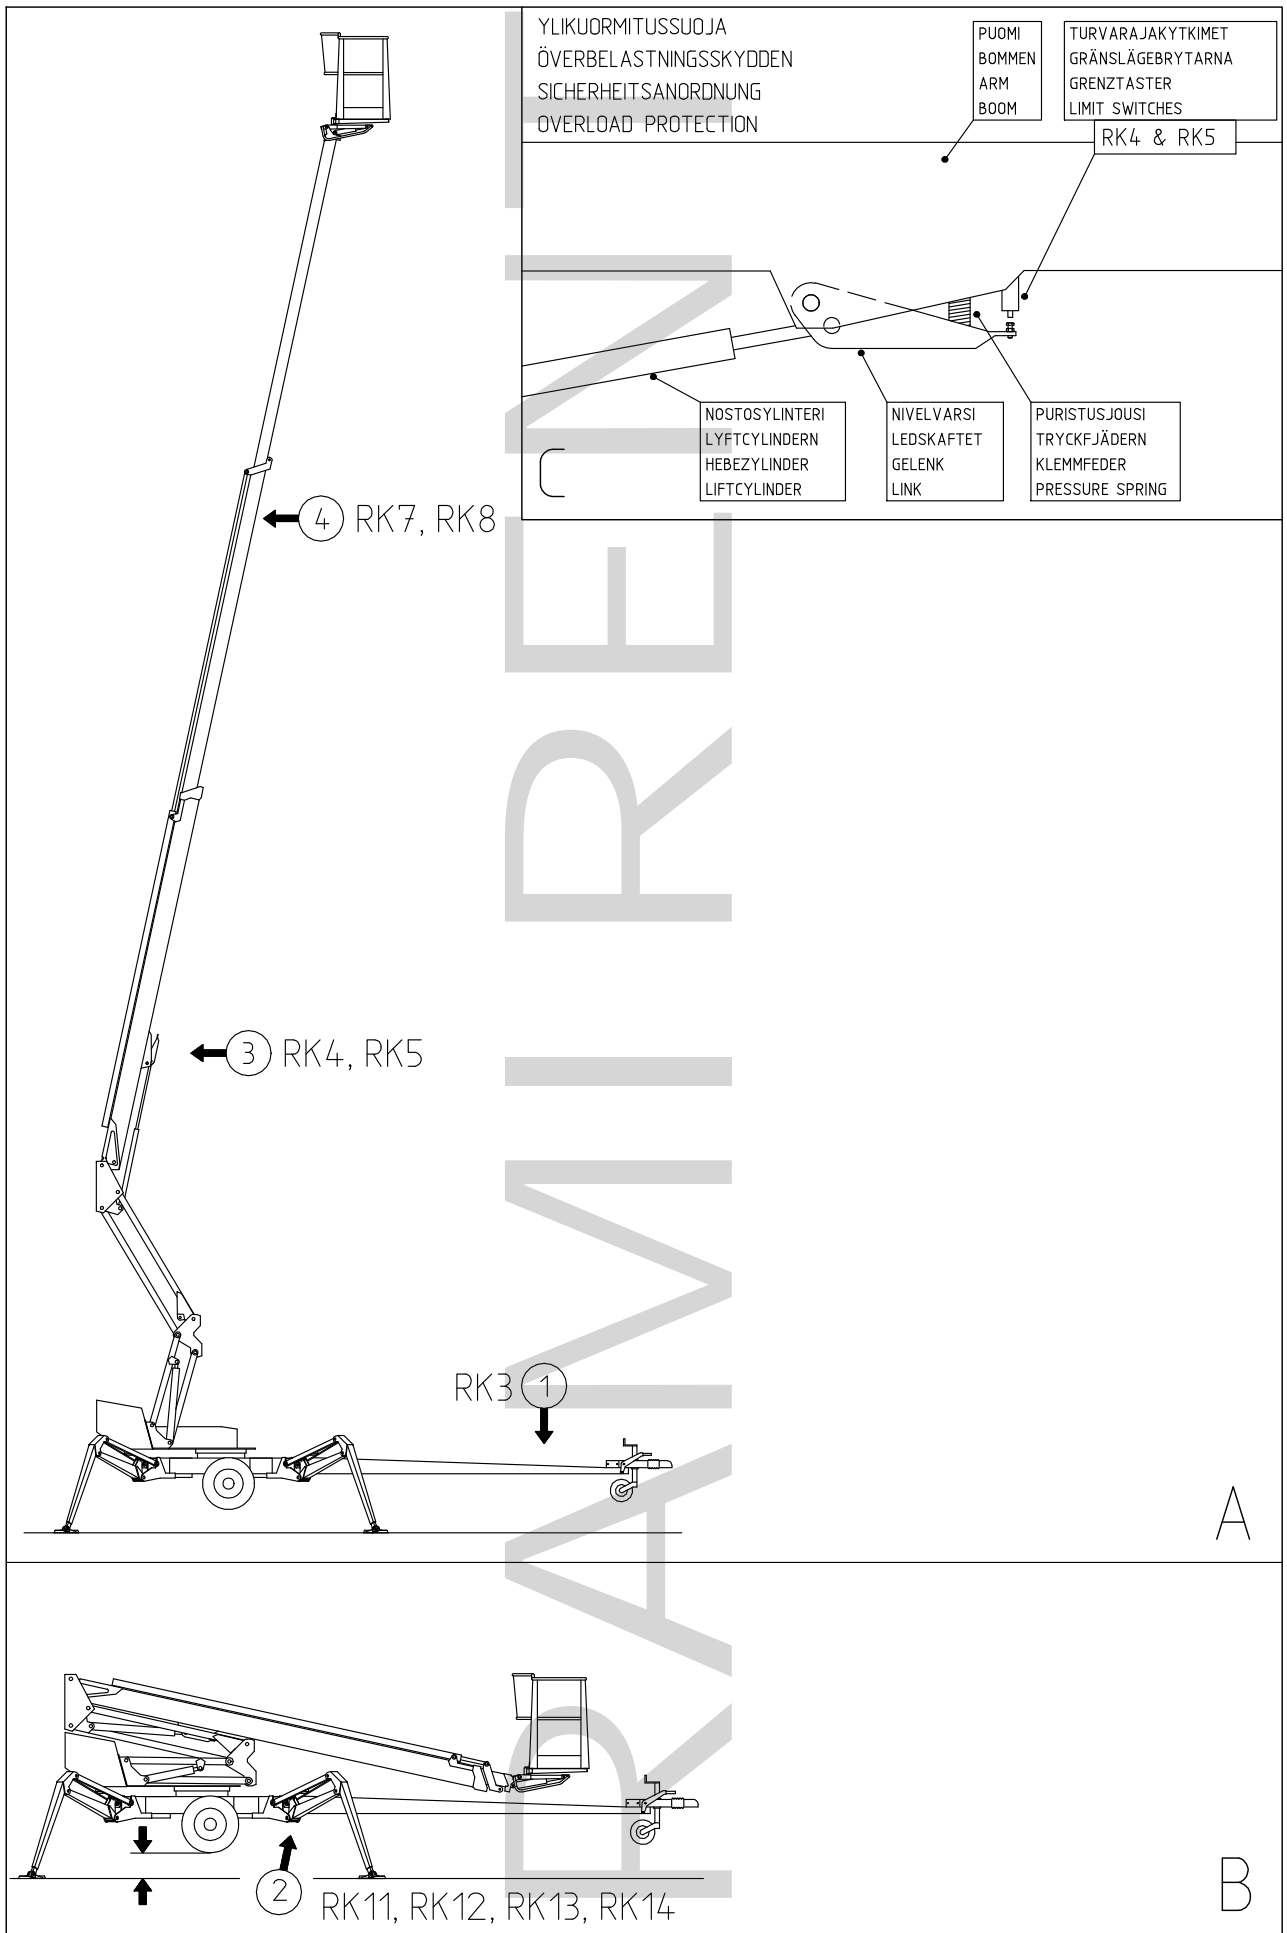 YLIKUORMITUSSUOJA
ÖVERBELASTNINGSSKYDDEN
SICHERHEITSANORDNUNG
OVERLOAD PROTECTION
PUOMI
BOMMEN
ARM
BOOM
TURVARAJAKYTKIMET
GRÄNSLÄGEBRYTARNA
GRENZTASTER
LIMIT SWITCHES
RK4 & RK5
NOSTOSYLINTERI
LYFTCYLINDERN
HEBEZYLINDER
LIFTCYLINDER
NIVELVARSI
LEDSKAFTET
GELENK
LINK
PURISTUSJOUSI
TRYCKFJÄDERN
KLEMMFEDER
PRESSURE SPRING
C
4 RK7, RK8
3 RK4, RK5
RK3 1
A
2 RK11, RK12, RK13, RK14
B
RAMIRENT